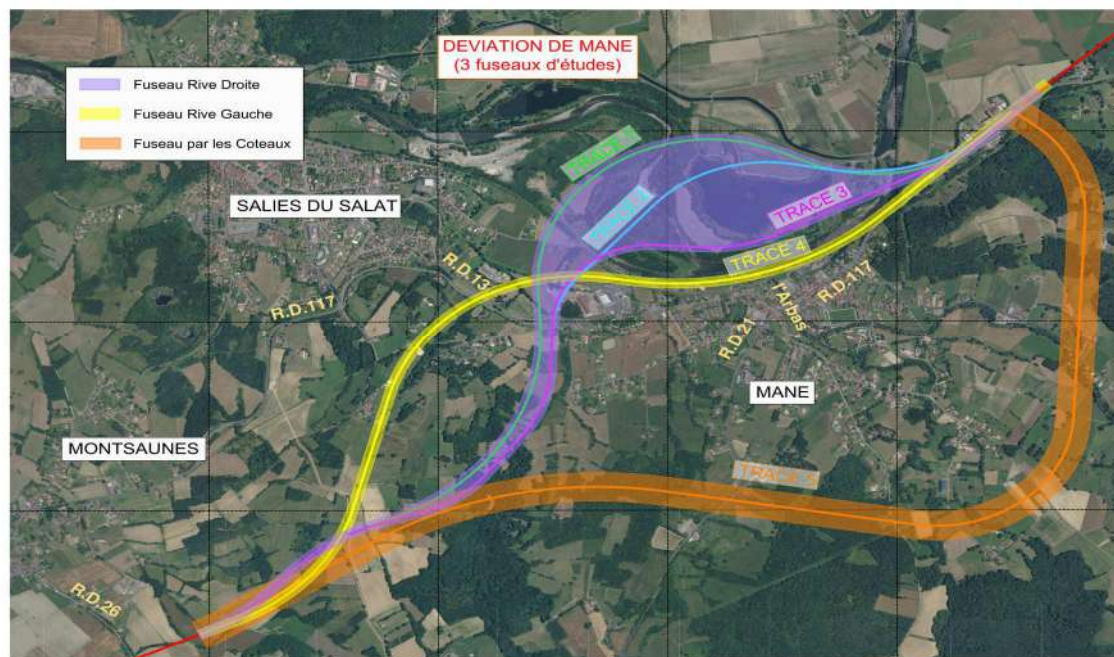 DEVIATION DE MANE
(3 fuseaux d'études)
Fuseau Rive Droite
Fuseau Rive Gauche
Fuseau par les Coteaux
TRACE
SALIES DU SALAT
TRACE 3
TRACE 4
R.D.13
R.D.117
l'Arbas
R.D.117
R.D.21
MANE
MONTSAUNES
TRACE
R.D.26